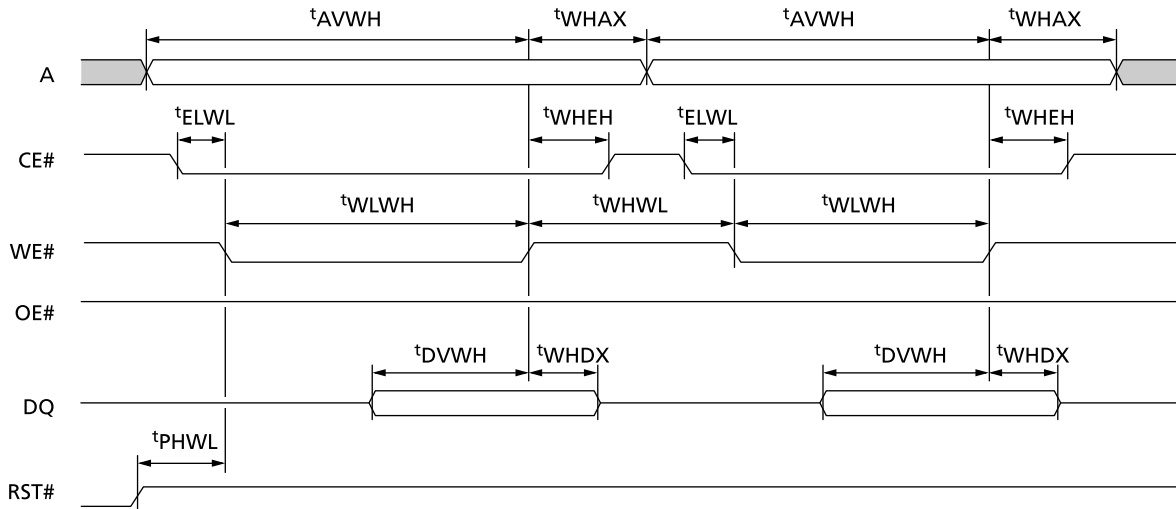 tAVWH tWHAX tAVWH tWHAX
A
tELWL tWHEH tELWL tWHEH
CE#
tWLWH tWHWL tWLWH
WE#
OE#
tDVWH tWHDX tDVWH tWHDX
DQ
tPHWL
RST#